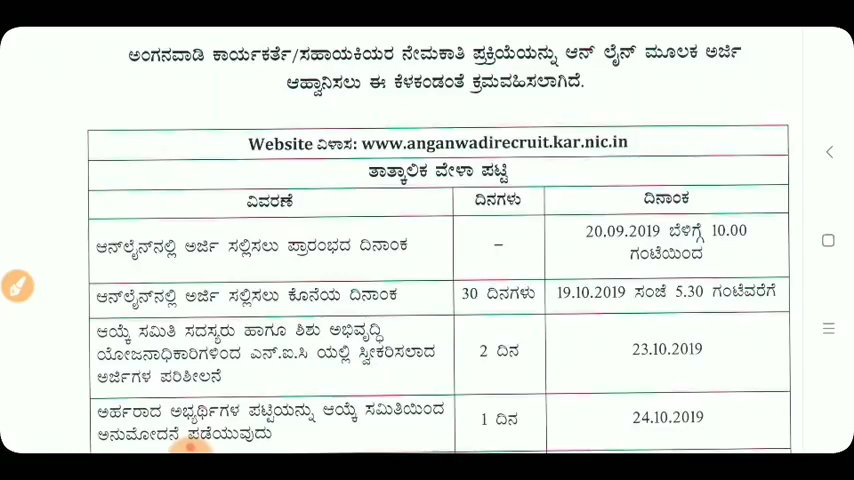 ಅಂಗನವಾಡಿ ಕಾರ್ಯಕರ್ತೆ/ಸಹಾಯಕಿಯರ ನೇಮಕಾತಿ ಪ್ರಕ್ರಿಯೆಯನ್ನು ಆನ್ ಲೈನ್ ಮೂಲಕ ಅರ್ಜಿ
ಆಹ್ವಾನಿಸಲು ಈ ಕೆಳಕಂಡಂತೆ ಕ್ರಮವಹಿಸಲಾಗಿದೆ.
Website ವಿಳಾಸ: www.anganwadirecruit.kar.nic.in
ತಾತ್ಕಾಲಿಕ ವೇಳಾ ಪಟ್ಟಿ
ವಿವರಣೆ ದಿನಗಳು ದಿನಾಂಕ
ಆನ್‌ಲೈನ್‌ನಲ್ಲಿ ಅರ್ಜಿ ಸಲ್ಲಿಸಲು ಪ್ರಾರಂಭದ ದಿನಾಂಕ – 20.09.2019 ಬೆಳಿಗ್ಗೆ 10.00
ಗಂಟೆಯಿಂದ
ಆನ್‌ಲೈನ್‌ನಲ್ಲಿ ಅರ್ಜಿ ಸಲ್ಲಿಸಲು ಕೊನೆಯ ದಿನಾಂಕ 30 ದಿನಗಳು 19.10.2019 ಸಂಜೆ 5.30 ಗಂಟೆವರೆಗೆ
ಆಯ್ಕೆ ಸಮಿತಿ ಸದಸ್ಯರು ಹಾಗೂ ಶಿಶು ಅಭಿವೃದ್ಧಿ
ಯೋಜನಾಧಿಕಾರಿಗಳಿಂದ ಎನ್.ಐ.ಸಿ ಯಲ್ಲಿ ಸ್ವೀಕರಿಸಲಾದ
ಅರ್ಜಿಗಳ ಪರಿಶೀಲನೆ
2 ದಿನ 23.10.2019
ಅರ್ಹರಾದ ಅಭ್ಯರ್ಥಿಗಳ ಪಟ್ಟಿಯನ್ನು ಆಯ್ಕೆ ಸಮಿತಿಯಿಂದ
ಅನುಮೋದನೆ ಪಡೆಯುವುದು
1 ದಿನ 24.10.2019